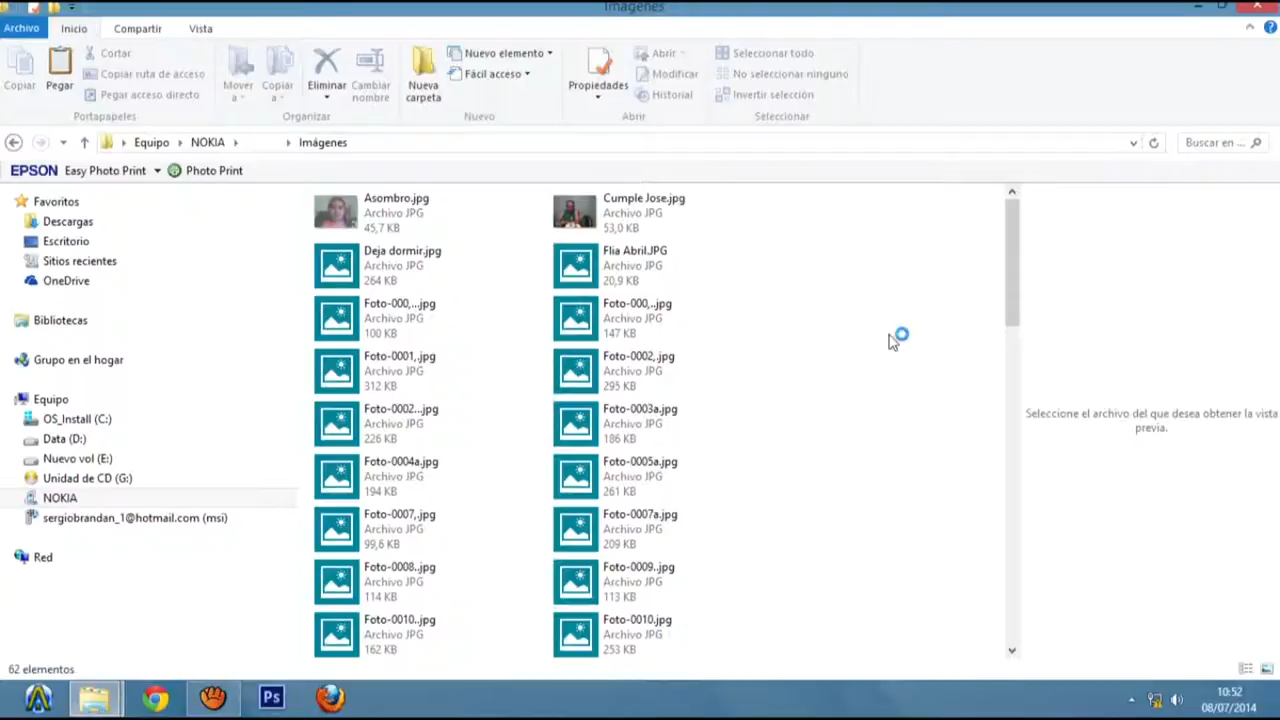 Imágenes
Archivo Inicio Compartir Vista
Copiar
Pegar
Cortar
Copiar ruta de acceso
Pegar acceso directo
Portapapeles
Mover a
Copiar a
Eliminar
Cambiar nombre
Organizar
Nueva carpeta
Nuevo elemento
Fácil acceso
Nuevo
Propiedades
Abrir
Modificar
Historial
Abrir
Seleccionar todo
No seleccionar ninguno
Invertir selección
Seleccionar
Equipo NOKIA Imágenes
Buscar en ...
EPSON Easy Photo Print Photo Print
Favoritos
Descargas
Escritorio
Sitios recientes
OneDrive
Bibliotecas
Grupo en el hogar
Equipo
OS_Install (C:)
Data (D:)
Nuevo vol (E:)
Unidad de CD (G:)
NOKIA
sergiobrandan_1@hotmail.com (msi)
Red
Asombro.jpg
Archivo JPG
45,7 KB
Cumple Jose.jpg
Archivo JPG
53,0 KB
Deja dormir.jpg
Archivo JPG
264 KB
Flia Abril.JPG
Archivo JPG
20,9 KB
Foto-000,...jpg
Archivo JPG
100 KB
Foto-000,..jpg
Archivo JPG
147 KB
Foto-0001,.jpg
Archivo JPG
312 KB
Foto-0002,.jpg
Archivo JPG
295 KB
Foto-0002...jpg
Archivo JPG
226 KB
Foto-0003a.jpg
Archivo JPG
186 KB
Foto-0004a.jpg
Archivo JPG
194 KB
Foto-0005a.jpg
Archivo JPG
261 KB
Foto-0007,.jpg
Archivo JPG
99,6 KB
Foto-0007a.jpg
Archivo JPG
209 KB
Foto-0008..jpg
Archivo JPG
114 KB
Foto-0009..jpg
Archivo JPG
113 KB
Foto-0010..jpg
Archivo JPG
162 KB
Foto-0010.jpg
Archivo JPG
253 KB
Seleccione el archivo del que desea obtener la vista
previa.
62 elementos
Ps
10:52
08/07/2014